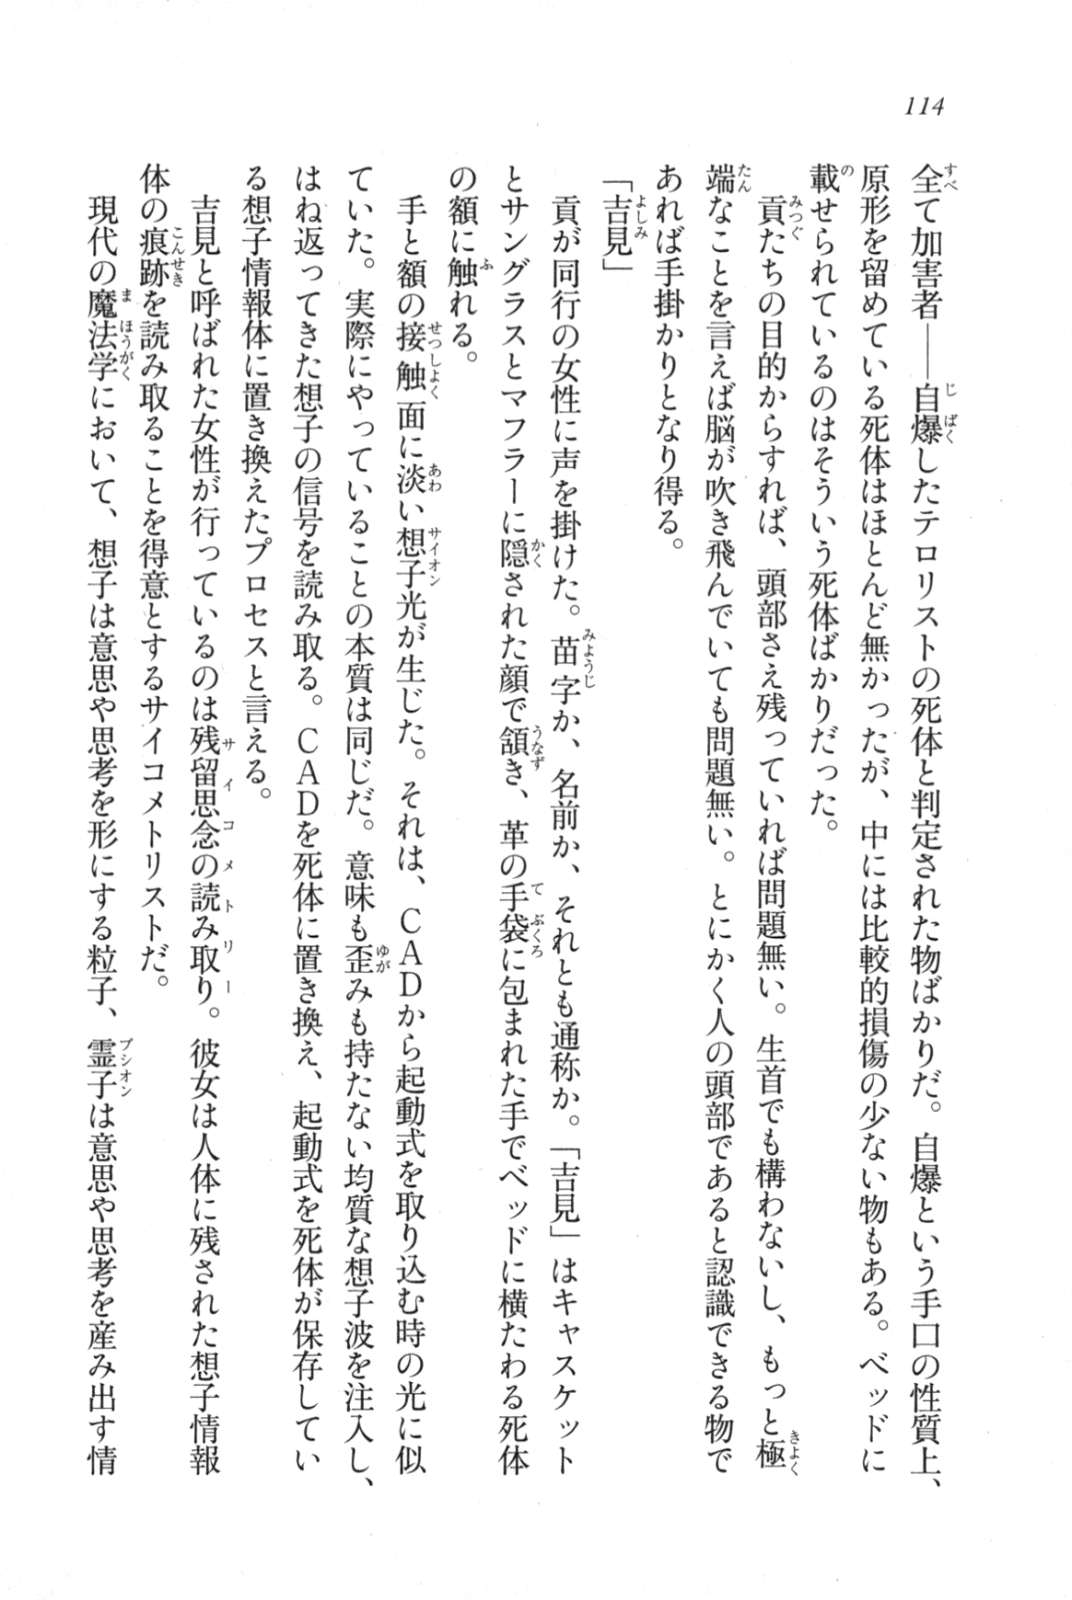 114
全て加害者――自爆したテロリストの死体と判定された物ばかりだ。自爆という手口の性質上、
原形を留めている死体はほとんど無かったが、中には比較的損傷の少ない物もある。ベッドに
載せられているのはそういう死体ばかりだった。
貢たちの目的からすれば、頭部さえ残っていれば問題無い。生首でも構わないし、もっと極
端なことを言えば脳が吹き飛んでいても問題無い。とにかく人の頭部であると認識できる物で
あれば手掛かりとなり得る。
「吉見」
貢が同行の女性に声を掛けた。苗字か、名前か、それとも通称か。「吉見」はキャスケット
とサングラスとマフラーに隠された顔で頷き、革の手袋に包まれた手でベッドに横たわる死体
の額に触れる。
手と額の接触面に淡い想子光が生じた。それは、CADから起動式を取り込む時の光に似
ていた。実際にやっていることの本質は同じだ。意味も歪みも持たない均質な想子波を注入し、
はね返ってきた想子の信号を読み取る。CADを死体に置き換え、起動式を死体が保存してい
る想子情報体に置き換えたプロセスと言える。
吉見と呼ばれた女性が行っているのは残留思念の読み取り。彼女は人体に残された想子情報
体の痕跡を読み取ることを得意とするサイコメトリストだ。
現代の魔法学において、想子は意思や思考を形にする粒子、霊子は意思や思考を産み出す情